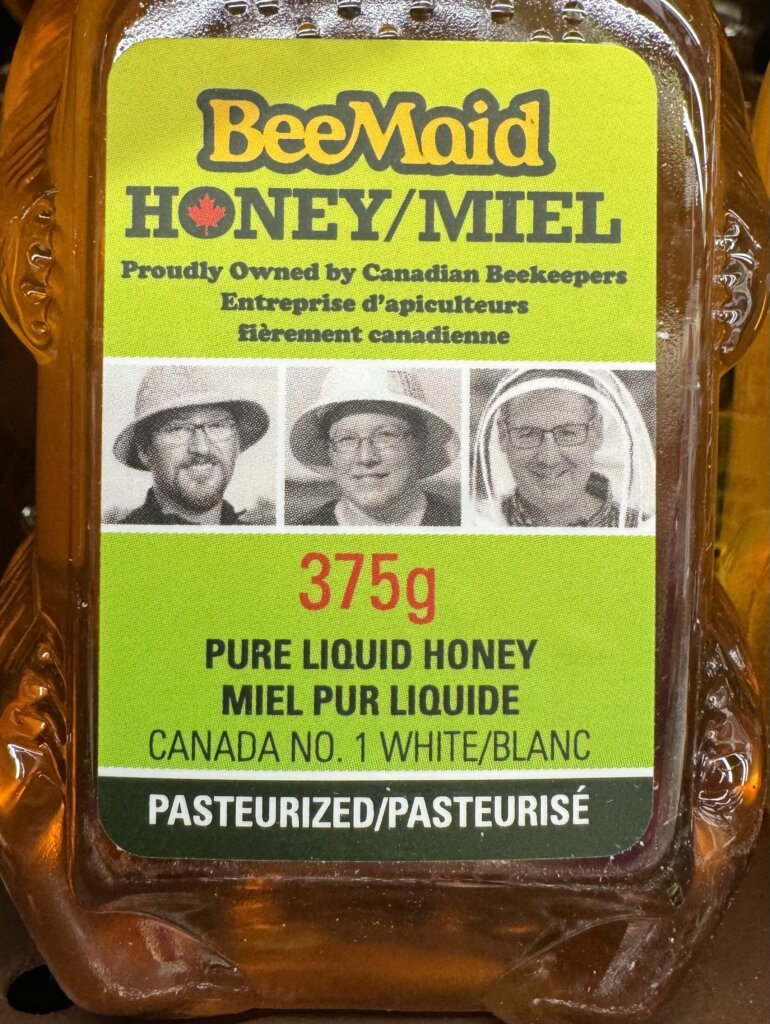 BeeMaid
HONEY/MIEL
Proudly Owned by Canadian Beekeepers
Entreprise d'apiculteurs
fièrement canadienne
375g
PURE LIQUID HONEY
MIEL PUR LIQUIDE
CANADA NO. 1 WHITE/BLANC
PASTEURIZED/PASTEURISÉ